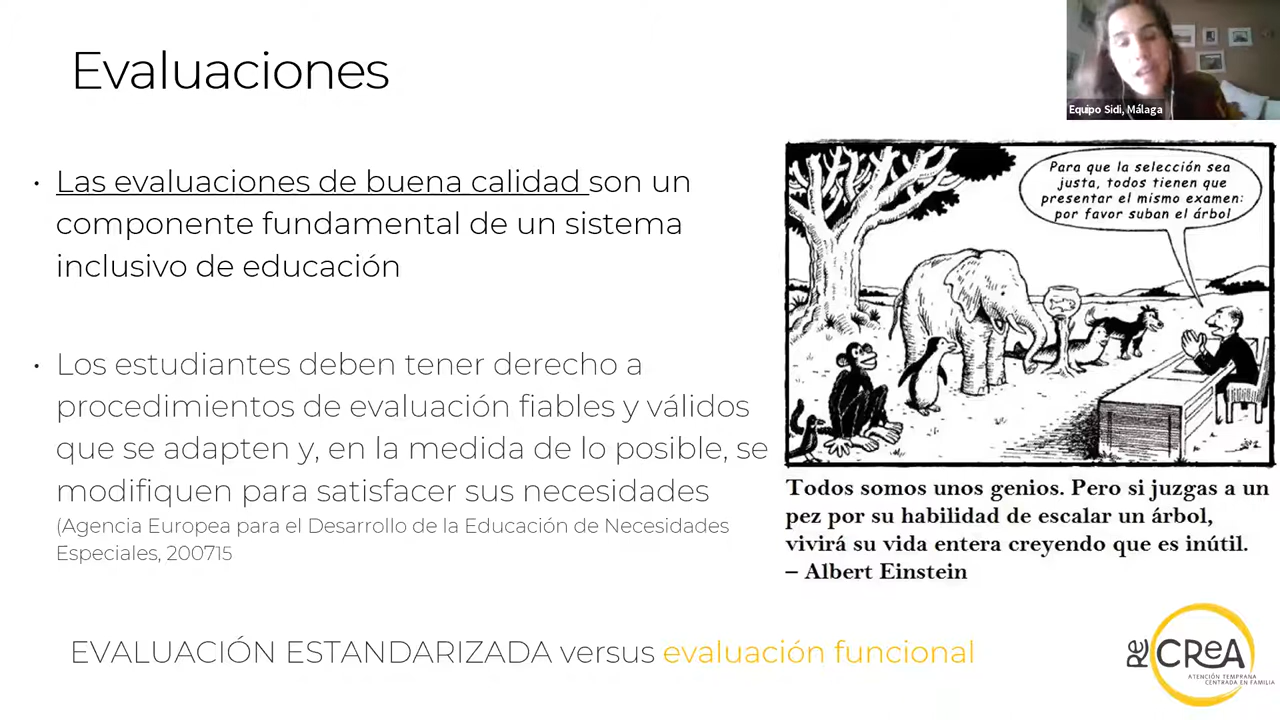 Evaluaciones
Equipo Sidi, Málaga
• Las evaluaciones de buena calidad son un
componente fundamental de un sistema
inclusivo de educación
• Los estudiantes deben tener derecho a
procedimientos de evaluación fiables y válidos
que se adapten y, en la medida de lo posible, se
modifiquen para satisfacer sus necesidades
(Agencia Europea para el Desarrollo de la Educación de Necesidades
Especiales, 200715
Para que la selección sea
justa, todos tienen que
presentar el mismo examen:
por favor suban el árbol
Todos somos unos genios. Pero si juzgas a un
pez por su habilidad de escalar un árbol,
vivirá su vida entera creyendo que es inútil.
– Albert Einstein
EVALUACIÓN ESTANDARIZADA versus evaluación funcional
Re CReA
ATENCIÓN TEMPRANA
CENTRADA EN FAMILIA